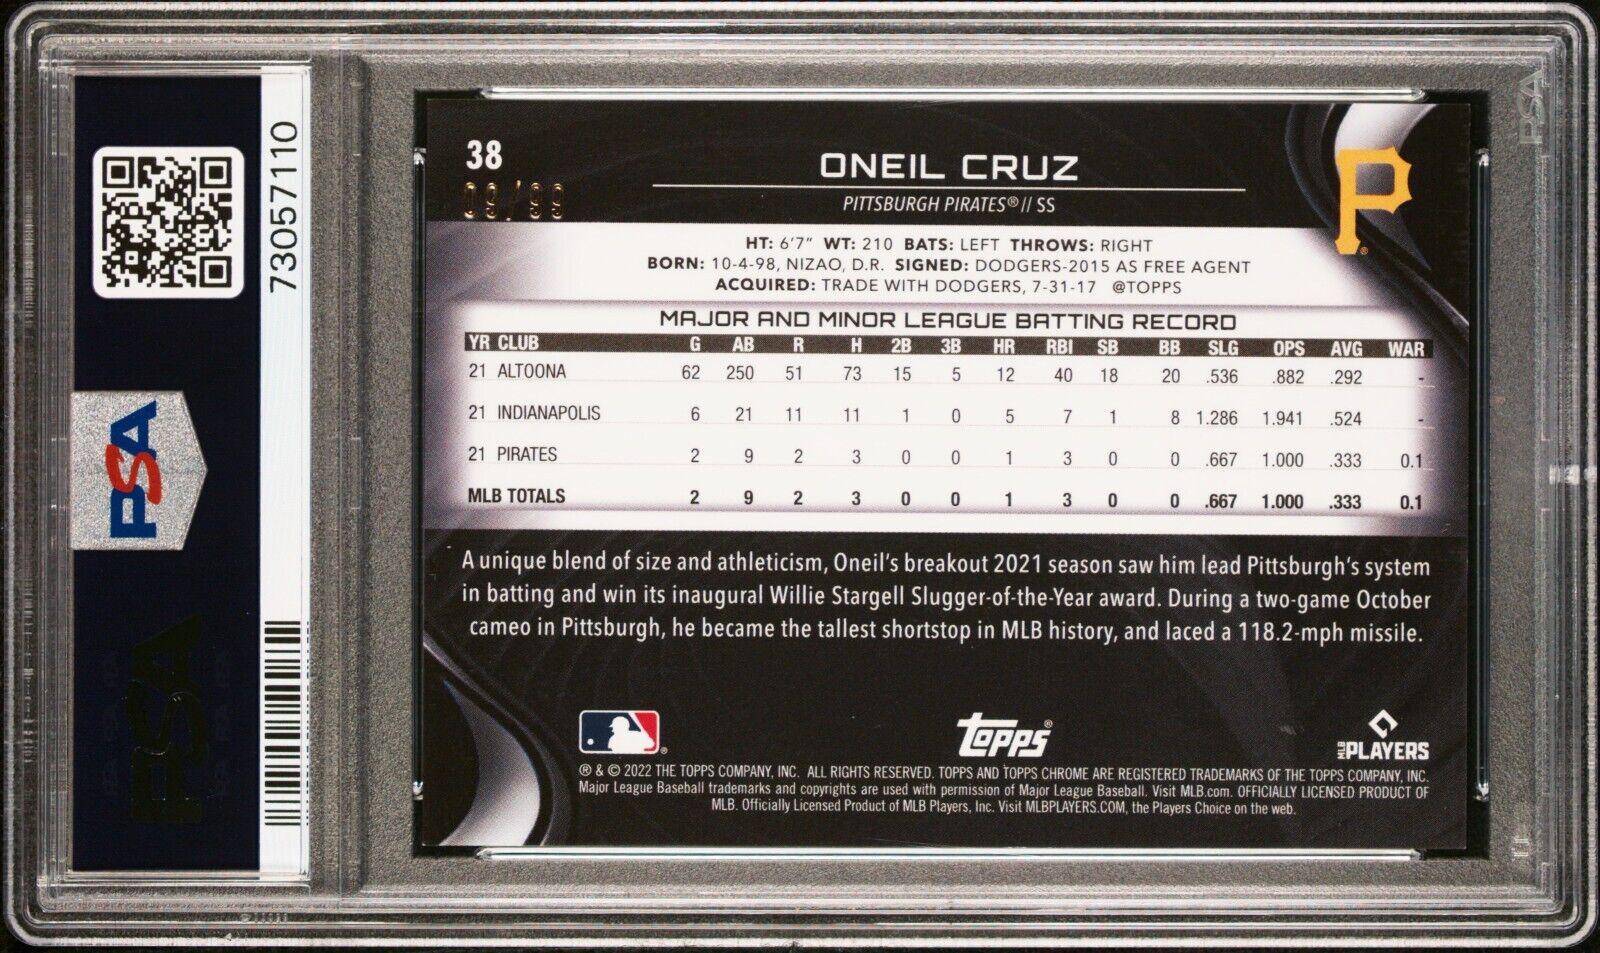 73057110
PSA
PSA
PSA
38
09/99
ONEIL CRUZ
PITTSBURGH PIRATES® // SS
P
HT: 6'7" WT: 210 BATS: LEFT THROWS: RIGHT
BORN: 10-4-98, NIZAO, D.R. SIGNED: DODGERS-2015 AS FREE AGENT
ACQUIRED: TRADE WITH DODGERS, 7-31-17 @TOPPS
MAJOR AND MINOR LEAGUE BATTING RECORD
YR CLUB G AB R H 2B 3B HR RBI SB BB SLG OPS AVG WAR
21 ALTOONA 62 250 51 73 15 5 12 40 18 20 .536 .882 .292 -
21 INDIANAPOLIS 6 21 11 11 1 0 5 7 1 8 1.286 1.941 .524 -
21 PIRATES 2 9 2 3 0 0 1 3 0 0 .667 1.000 .333 0.1
MLB TOTALS 2 9 2 3 0 0 1 3 0 0 .667 1.000 .333 0.1
A unique blend of size and athleticism, Oneil's breakout 2021 season saw him lead Pittsburgh's system
in batting and win its inaugural Willie Stargell Slugger-of-the-Year award. During a two-game October
cameo in Pittsburgh, he became the tallest shortstop in MLB history, and laced a 118.2-mph missile.
Topps®
MLB PLAYERS
® & © 2022 THE TOPPS COMPANY, INC. ALL RIGHTS RESERVED. TOPPS AND TOPPS CHROME ARE REGISTERED TRADEMARKS OF THE TOPPS COMPANY, INC.
Major League Baseball trademarks and copyrights are used with permission of Major League Baseball. Visit MLB.com. OFFICIALLY LICENSED PRODUCT OF
MLB. Officially Licensed Product of MLB Players, Inc. Visit MLBPLAYERS.COM, the Players Choice on the web.